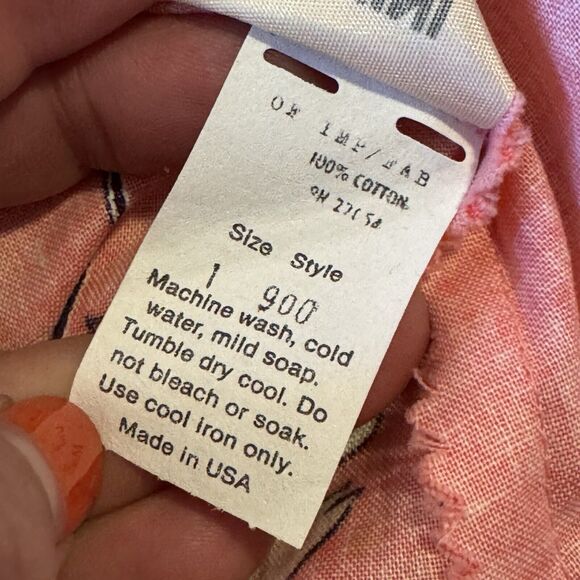 OF IMP/FAB
100% COTTON
Size Style
1 900
Machine wash, cold
water, mild soap.
Tumble dry cool. Do
not bleach or soak.
Use cool iron only.
Made in USA